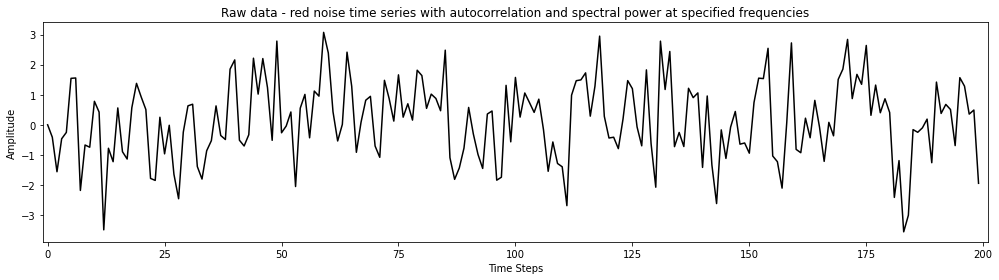 Raw data - red noise time series with autocorrelation and spectral power at specified frequencies
Amplitude
3
2
1
0
−1
−2
−3
0 25 50 75 100 125 150 175 200
Time Steps